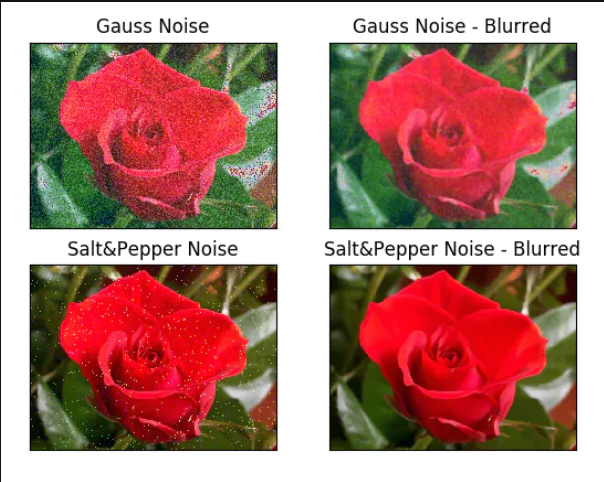 Gauss Noise
Gauss Noise - Blurred
Salt&Pepper Noise
Salt&Pepper Noise - Blurred